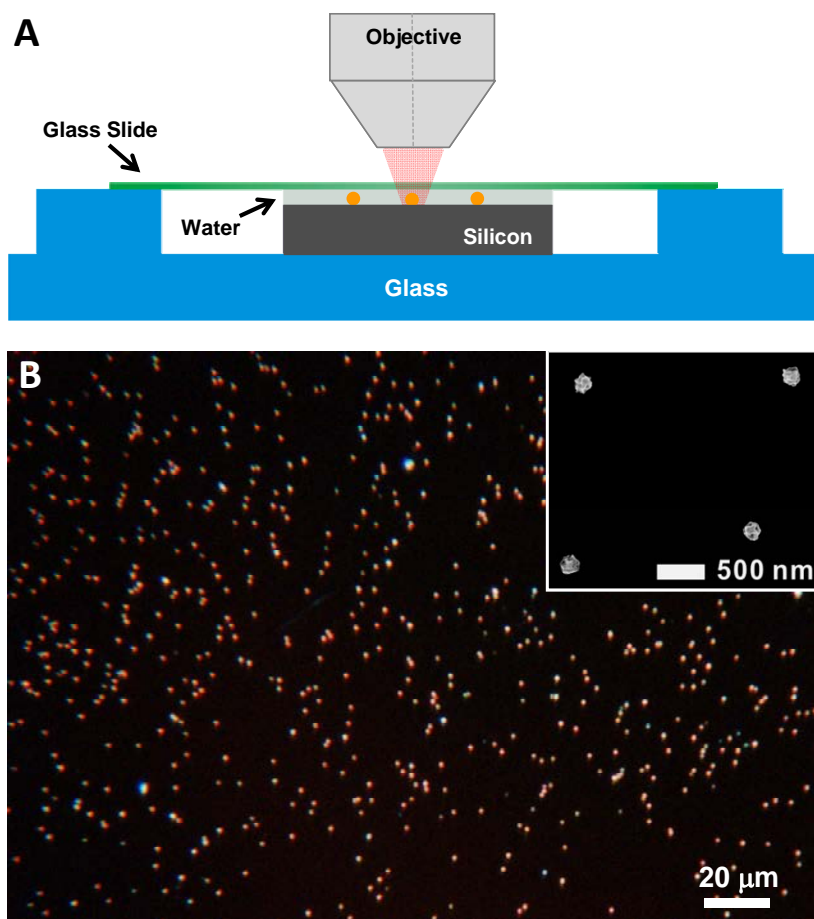 A
Objective
Glass Slide
Water
Silicon
Glass
B
500 nm
20 μm